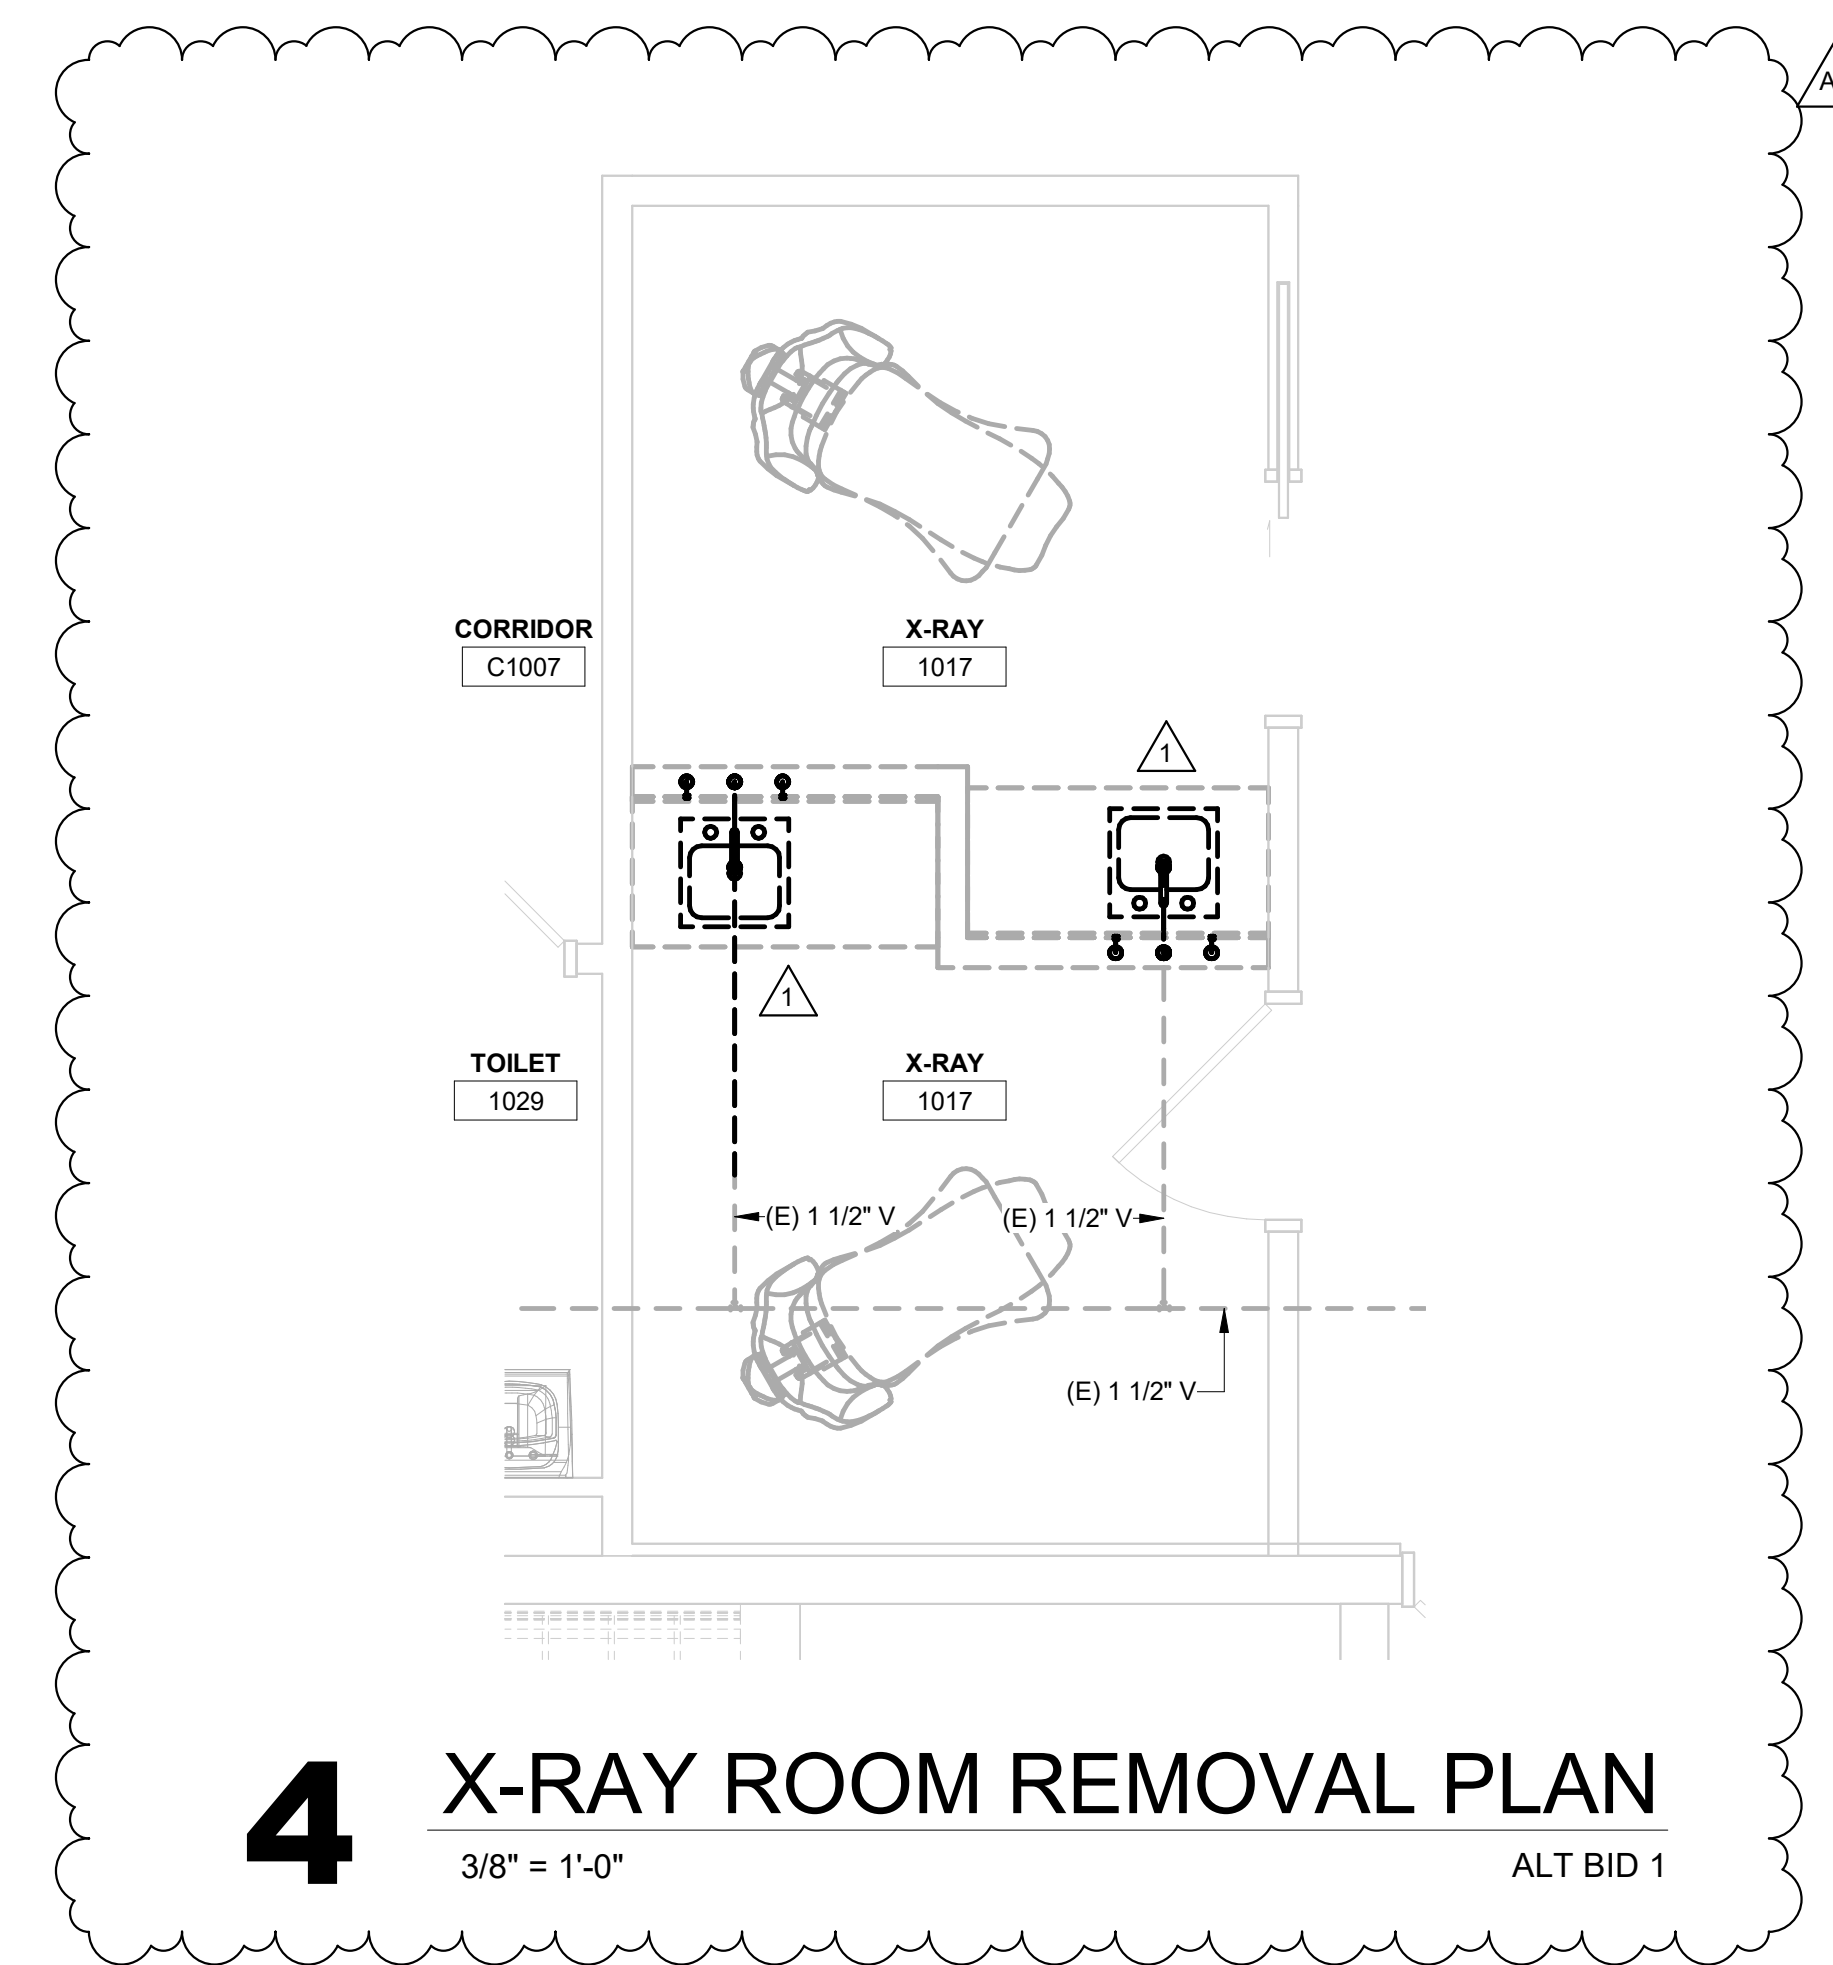 A
CORRIDOR
C1007
X-RAY
1017
1
1
TOILET
1029
X-RAY
1017
(E) 1 1/2" V
(E) 1 1/2" V
(E) 1 1/2" V
4
X-RAY ROOM REMOVAL PLAN
3/8" = 1'-0"
ALT BID 1